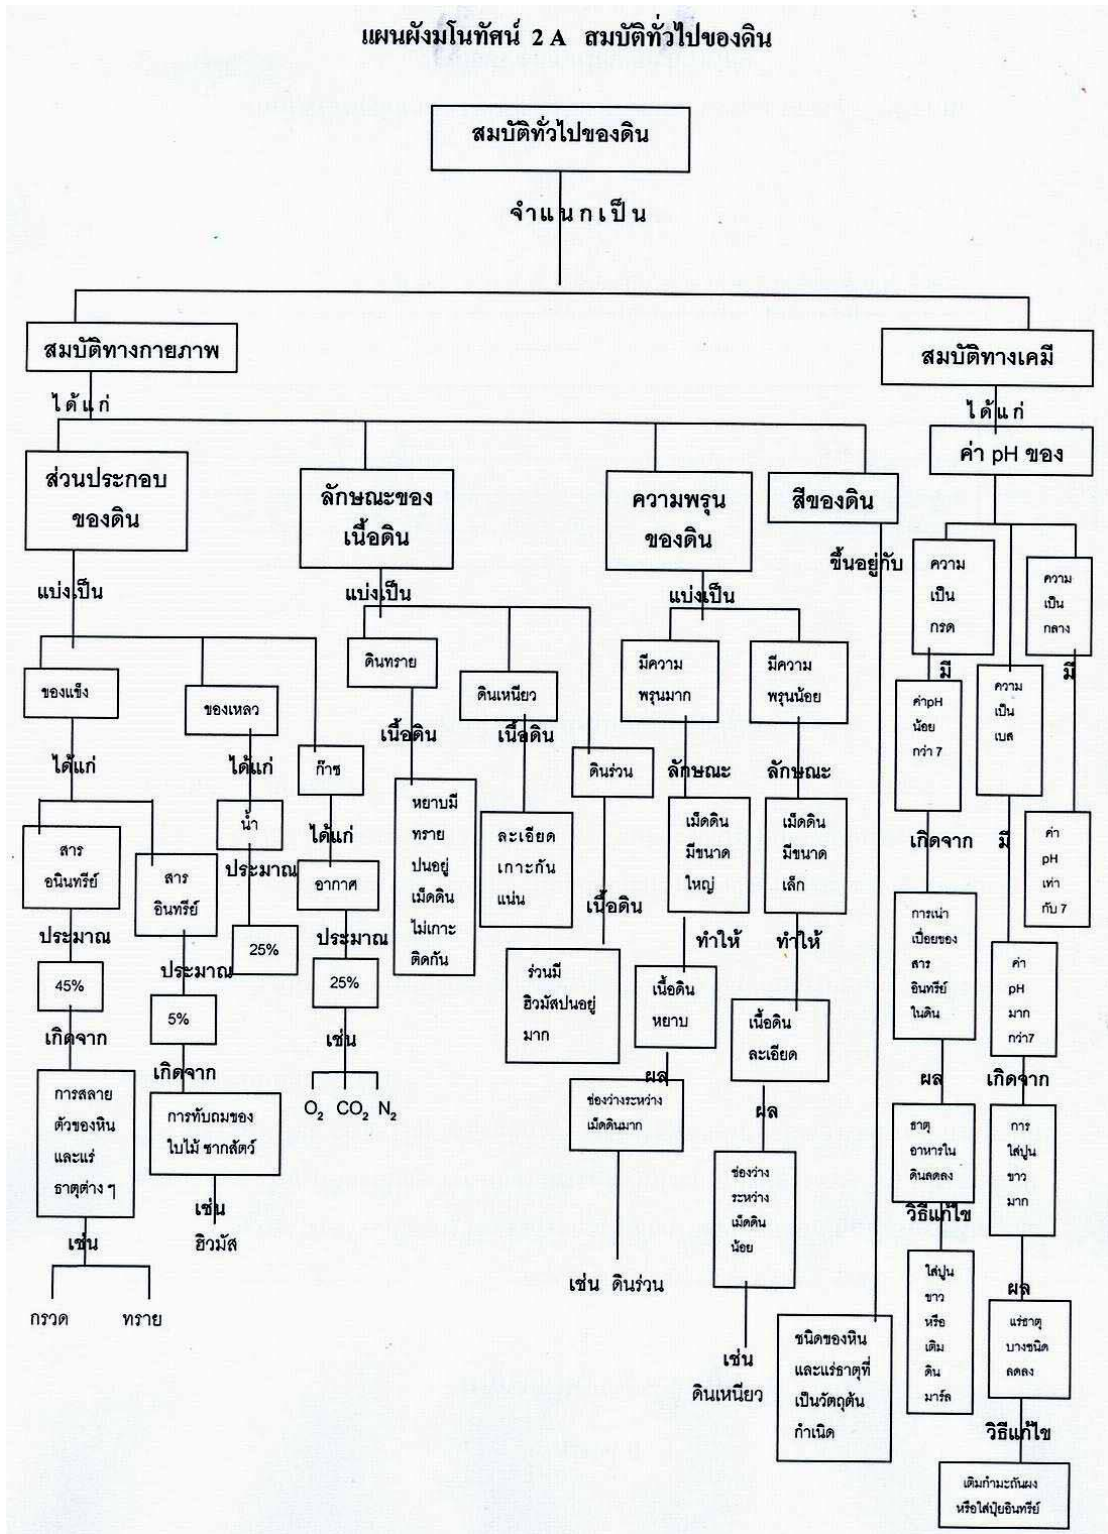 แผนผังมโนทัศน์ 2 A สมบัติทั่วไปของดิน
สมบัติทั่วไปของดิน
จำแนกเป็น
สมบัติทางกายภาพ
ได้แก่
ส่วนประกอบ
ของดิน
แบ่งเป็น
ของแข็ง
ได้แก่
สาร
อนินทรีย์
ประมาณ
45%
เกิดจาก
การสลาย
ตัวของหิน
และแร่
ธาตุต่าง ๆ
เช่น
กรวด
ทราย
สาร
อินทรีย์
ประมาณ
5%
เกิดจาก
การทับถมของ
ใบไม้ ซากสัตว์
เช่น
ฮิวมัส
ของเหลว
ได้แก่
น้ำ
ประมาณ
25%
ก๊าซ
ได้แก่
อากาศ
ประมาณ
25%
เช่น
O₂ CO₂ N₂
ลักษณะของ
เนื้อดิน
แบ่งเป็น
ดินทราย
เนื้อดิน
หยาบมี
ทราย
ปนอยู่
เม็ดดิน
ไม่เกาะ
ติดกัน
ดินเหนียว
เนื้อดิน
ละเอียด
เกาะกัน
แน่น
ดินร่วน
เนื้อดิน
ร่วนมี
ฮิวมัสปนอยู่
มาก
ความพรุน
ของดิน
แบ่งเป็น
มีความ
พรุนมาก
ลักษณะ
เม็ดดิน
มีขนาด
ใหญ่
ทำให้
เนื้อดิน
หยาบ
ผล
ช่องว่างระหว่าง
เม็ดดินมาก
เช่น ดินร่วน
มีความ
พรุนน้อย
ลักษณะ
เม็ดดิน
มีขนาด
เล็ก
ทำให้
เนื้อดิน
ละเอียด
ผล
ช่องว่าง
ระหว่าง
เม็ดดิน
น้อย
เช่น
ดินเหนียว
สีของดิน
ขึ้นอยู่กับ
ชนิดของหิน
และแร่ธาตุที่
เป็นวัตถุต้น
กำเนิด
สมบัติทางเคมี
ได้แก่
ค่า pH ของ
ความ
เป็น
กรด
มี
ค่าpH
น้อย
กว่า 7
เกิดจาก
การเน่า
เปื่อยของ
สาร
อินทรีย์
ในดิน
ผล
ธาตุ
อาหารใน
ดินลดลง
วิธีแก้ไข
ใส่ปูน
ขาว
หรือ
เติม
ดิน
มาร์ล
ความ
เป็น
เบส
มี
ค่า
pH
มาก
กว่า7
เกิดจาก
การ
ใส่ปูน
ขาว
มาก
ผล
แร่ธาตุ
บางชนิด
ลดลง
วิธีแก้ไข
เติมกำมะถันผง
หรือใส่ปุ๋ยอินทรีย์
ความ
เป็น
กลาง
มี
ค่า
pH
เท่า
กับ 7